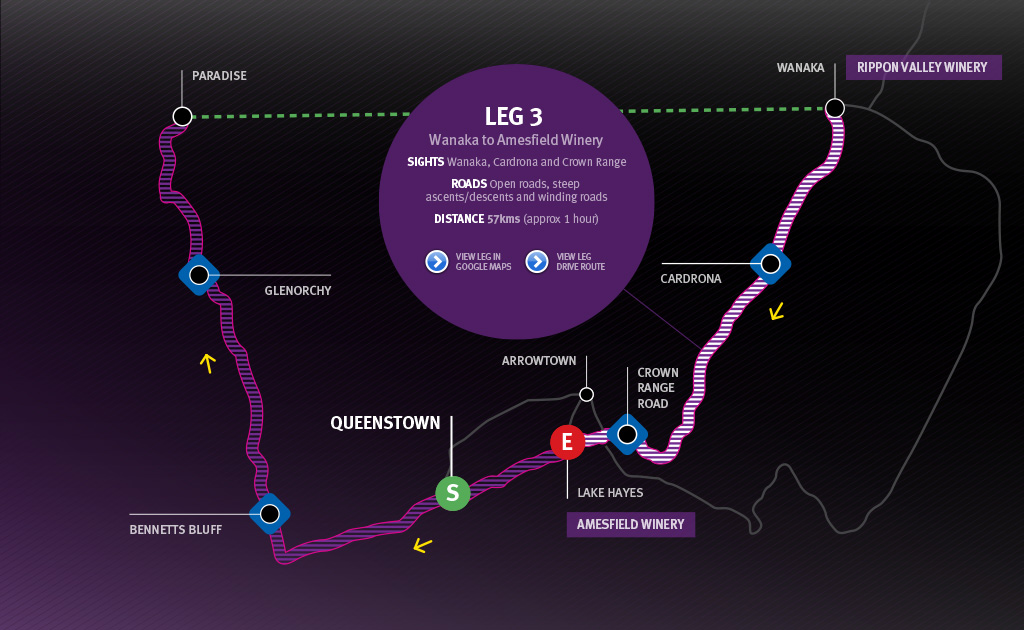 PARADISE
WANAKA
RIPPON VALLEY WINERY
LEG 3
Wanaka to Amesfield Winery
SIGHTS Wanaka, Cardrona and Crown Range
ROADS Open roads, steep
ascents/descents and winding roads
DISTANCE 57kms (approx 1 hour)
VIEW LEG IN
GOOGLE MAPS
VIEW LEG
DRIVE ROUTE
CARDRONA
GLENORCHY
ARROWTOWN
CROWN
RANGE
ROAD
QUEENSTOWN
E
S
LAKE HAYES
AMESFIELD WINERY
BENNETTS BLUFF